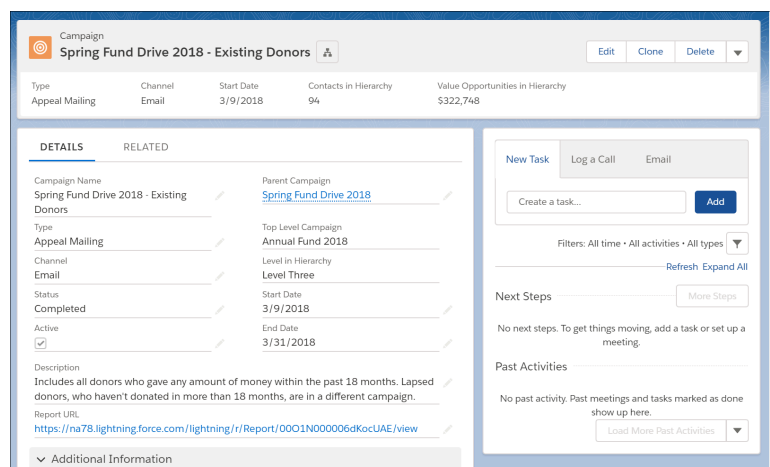 Campaign
Spring Fund Drive 2018 - Existing Donors
Edit Clone Delete
Type Channel Start Date Contacts in Hierarchy Value Opportunities in Hierarchy
Appeal Mailing Email 3/9/2018 94 $322,748
DETAILS RELATED
Campaign Name
Spring Fund Drive 2018 - Existing
Donors
Parent Campaign
Spring Fund Drive 2018
Type
Appeal Mailing
Top Level Campaign
Annual Fund 2018
Channel
Email
Level in Hierarchy
Level Three
Status
Completed
Start Date
3/9/2018
Active
End Date
3/31/2018
Description
Includes all donors who gave any amount of money within the past 18 months. Lapsed
donors, who haven't donated in more than 18 months, are in a different campaign.
Report URL
https://na78.lightning.force.com/lightning/r/Report/00O1N000006dKocUAE/view
Additional Information
New Task Log a Call Email
Create a task... Add
Filters: All time • All activities • All types
Refresh Expand All
Next Steps More Steps
No next steps. To get things moving, add a task or set up a
meeting.
Past Activities
No past activity. Past meetings and tasks marked as done
show up here.
Load More Past Activities